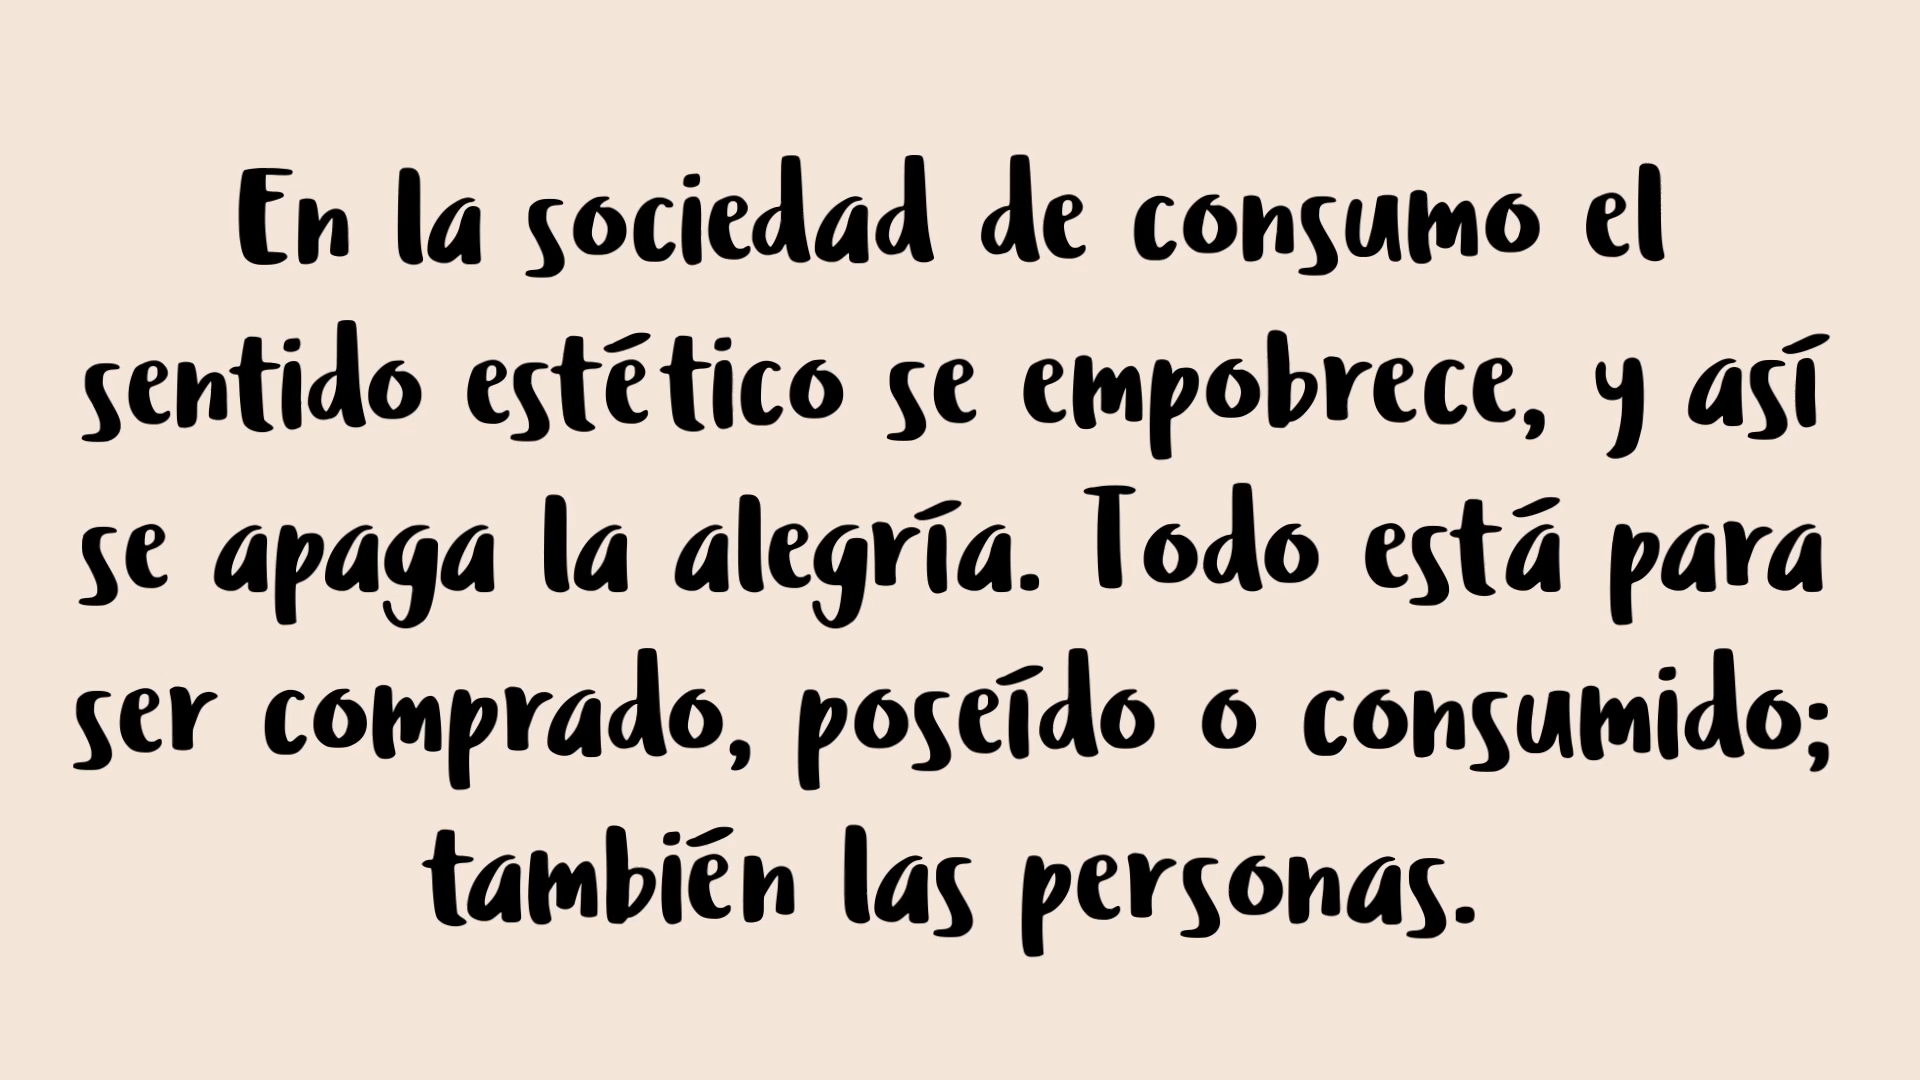 En la sociedad de consumo el
sentido estético se empobrece, y así
se apaga la alegría. Todo está para
ser comprado, poseído o consumido;
también las personas.